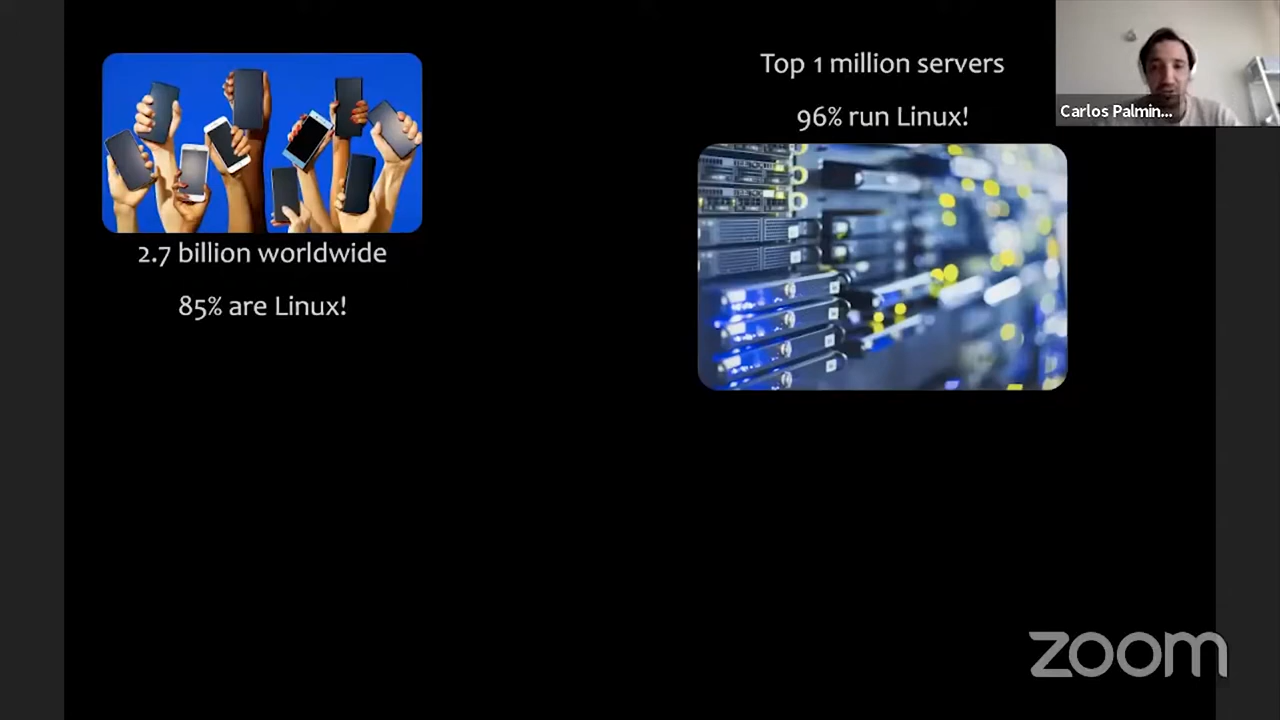 2.7 billion worldwide
85% are Linux!
Top 1 million servers
96% run Linux!
Carlos Palmin...
zoom